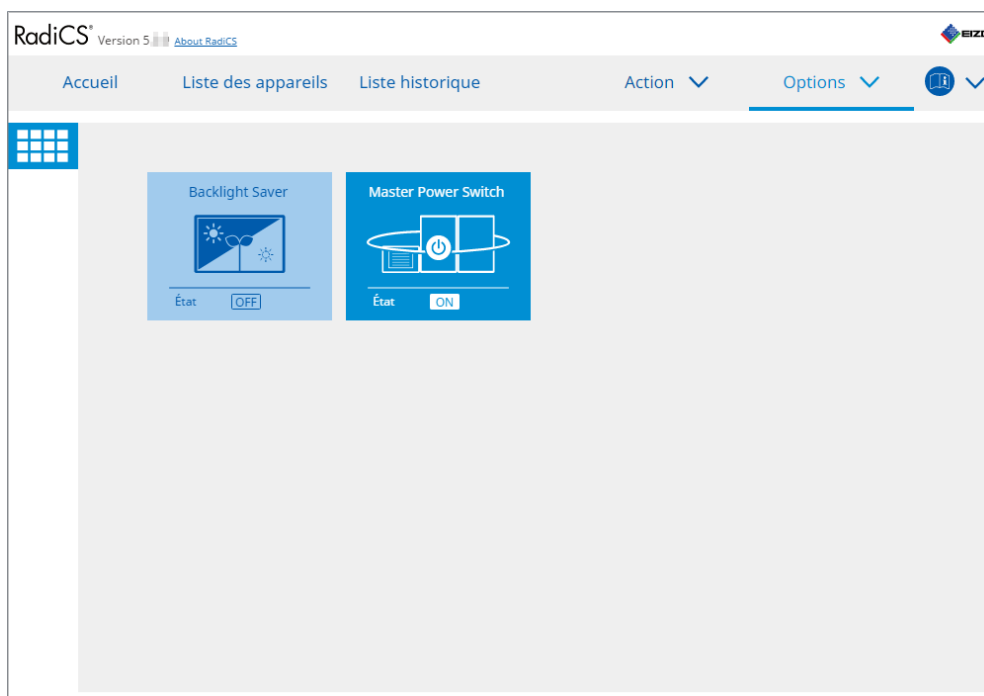 RadiCS® Version 5. About RadiCS
EIZO
Accueil Liste des appareils Liste historique Action Options
Backlight Saver Master Power Switch
État OFF État ON